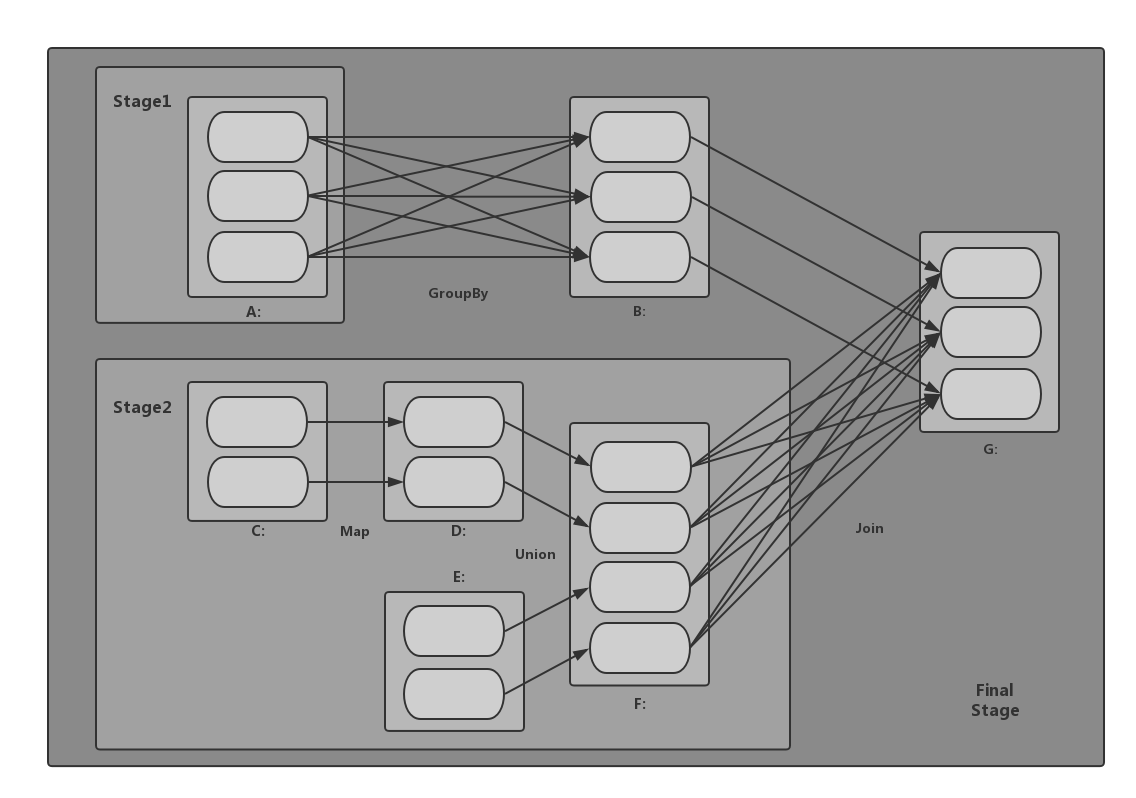 Stage1
A:
GroupBy
B:
G:
Stage2
C:
Map
D:
Union
E:
F:
Join
Final
Stage